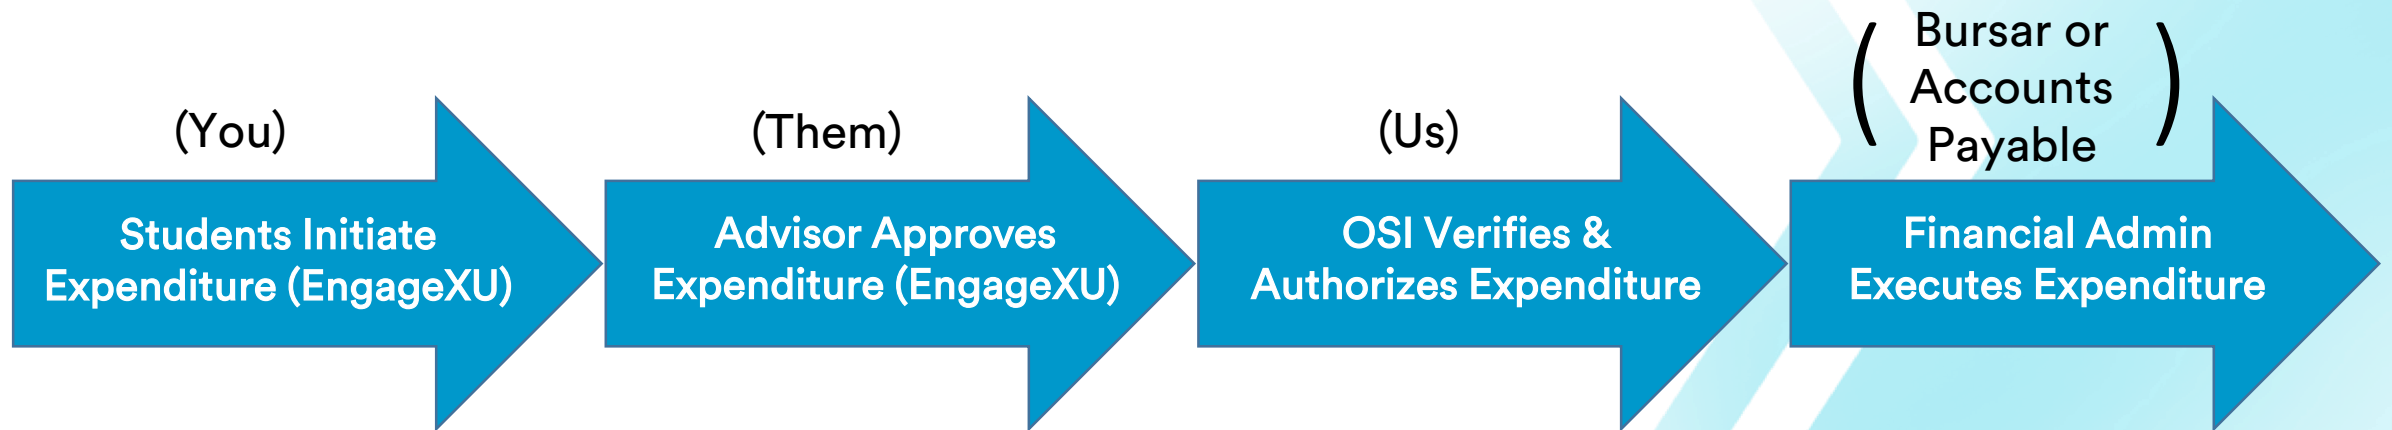 (You)
Students Initiate
Expenditure (EngageXU)
(Them)
Advisor Approves
Expenditure (EngageXU)
(Us)
OSI Verifies &
Authorizes Expenditure
( Bursar or
Accounts
Payable )
Financial Admin
Executes Expenditure